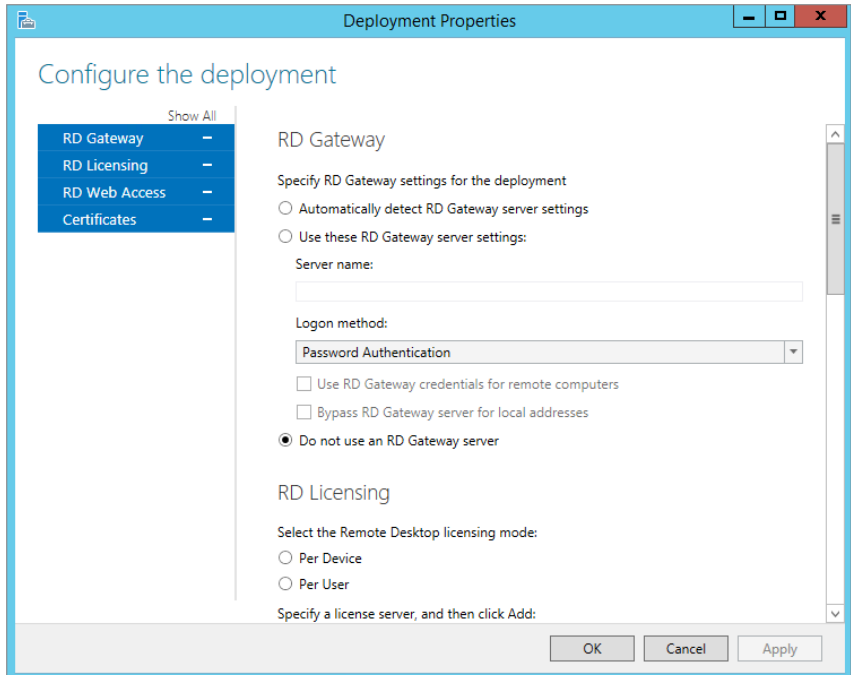 Deployment Properties
Configure the deployment
Show All
RD Gateway
RD Licensing
RD Web Access
Certificates
RD Gateway
Specify RD Gateway settings for the deployment
Automatically detect RD Gateway server settings
Use these RD Gateway server settings:
Server name:
Logon method:
Password Authentication
Use RD Gateway credentials for remote computers
Bypass RD Gateway server for local addresses
Do not use an RD Gateway server
RD Licensing
Select the Remote Desktop licensing mode:
Per Device
Per User
Specify a license server, and then click Add:
OK Cancel Apply